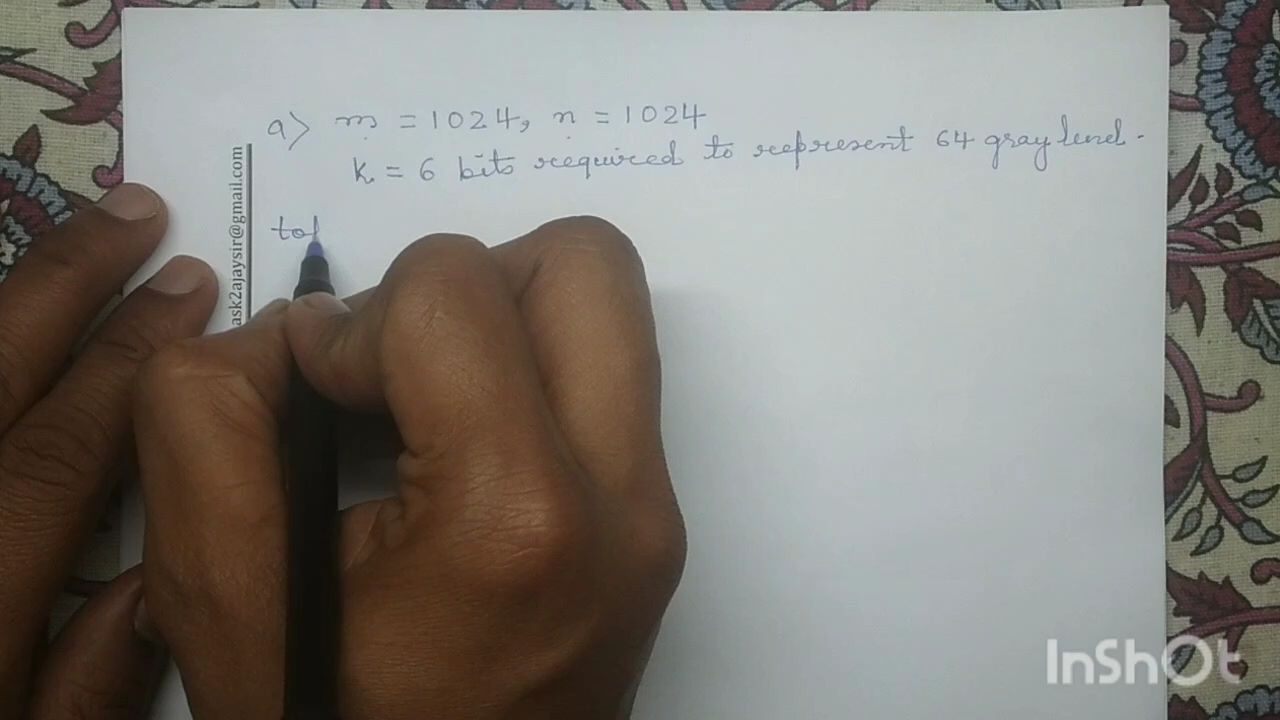 a) m = 1024, n = 1024
k = 6 bits required to represent 64 gray level.
tot
ask2ajaysir@gmail.com
InShOt